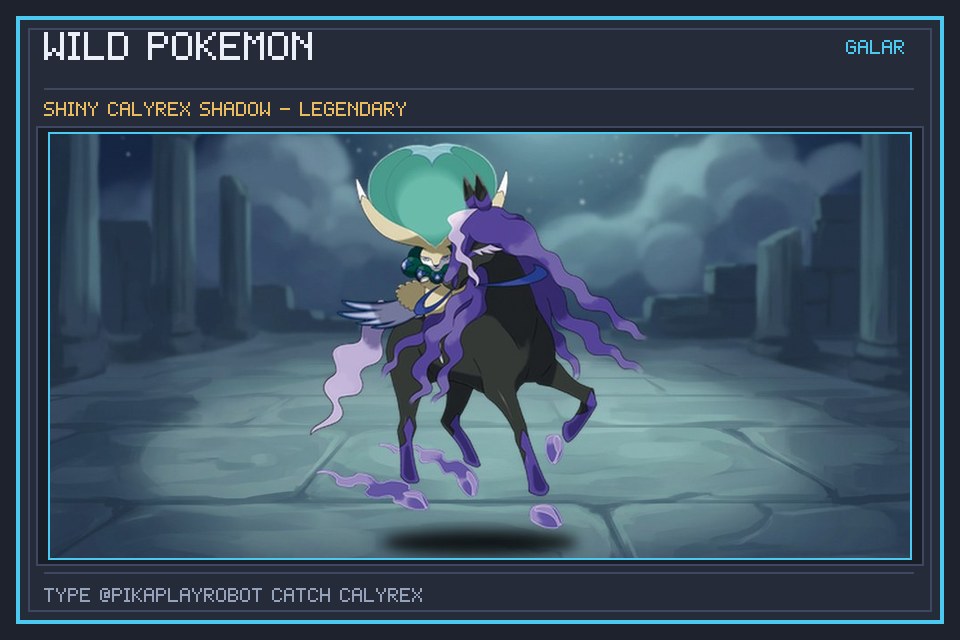 WILD POKEMON
GALAR
SHINY CALYREX SHADOW - LEGENDARY
TYPE @PIKAPLAYROBOT CATCH CALYREX